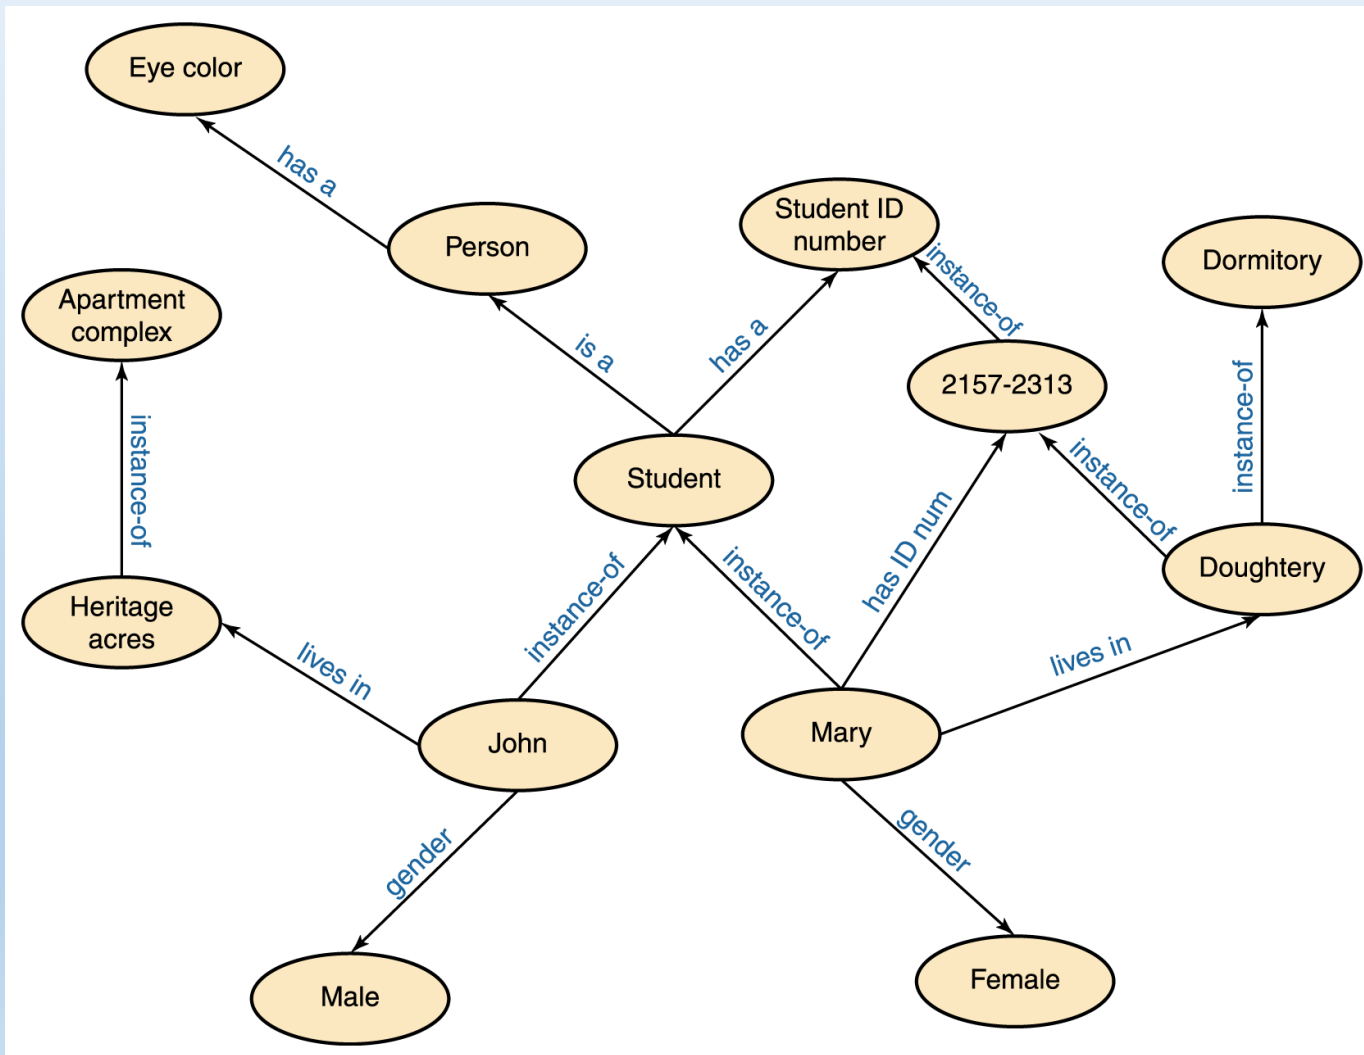 Eye color
has a
Person
Student ID
number
instance-of
Dormitory
Apartment
complex
is a
has a
2157-2313
instance-of
instance-of
Student
instance-of
has ID num
Doughtery
Heritage
acres
instance-of
instance-of
lives in
lives in
John
Mary
gender
gender
Male
Female